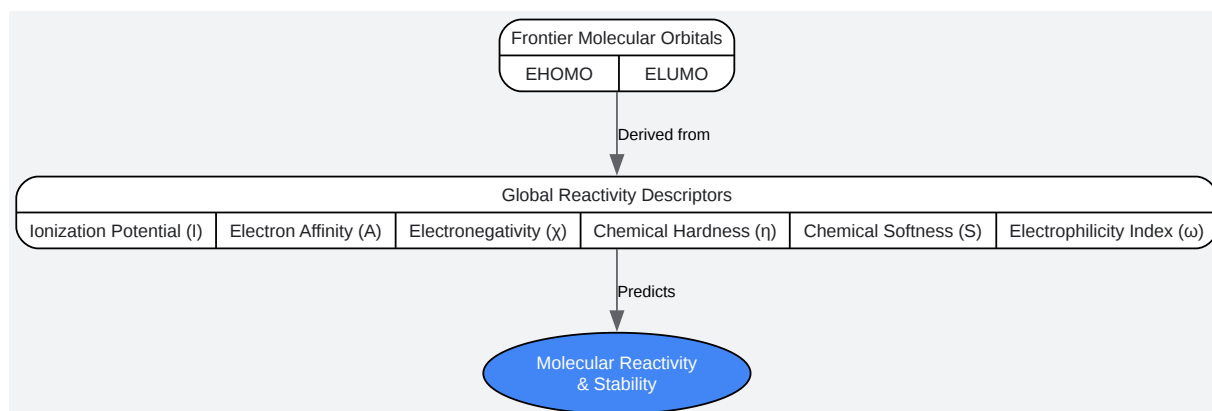 Frontier Molecular Orbitals
EHOMO
ELUMO
Derived from
Global Reactivity Descriptors
Ionization Potential (I)
Electron Affinity (A)
Electronegativity (χ)
Chemical Hardness (η)
Chemical Softness (S)
Electrophilicity Index (ω)
Predicts
Molecular Reactivity
& Stability